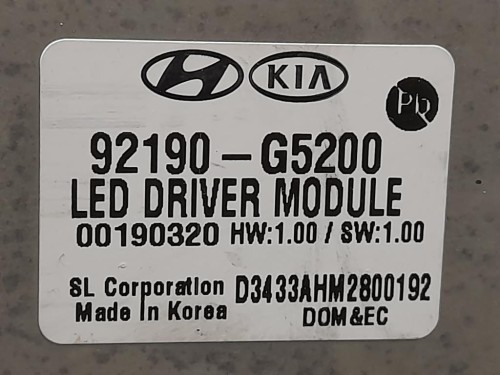 KIA
Pb
92190-G5200
LED DRIVER MODULE
00190320 HW:1.00 / SW:1.00
SL Corporation D3433AHM2800192
Made In Korea DOM&EC